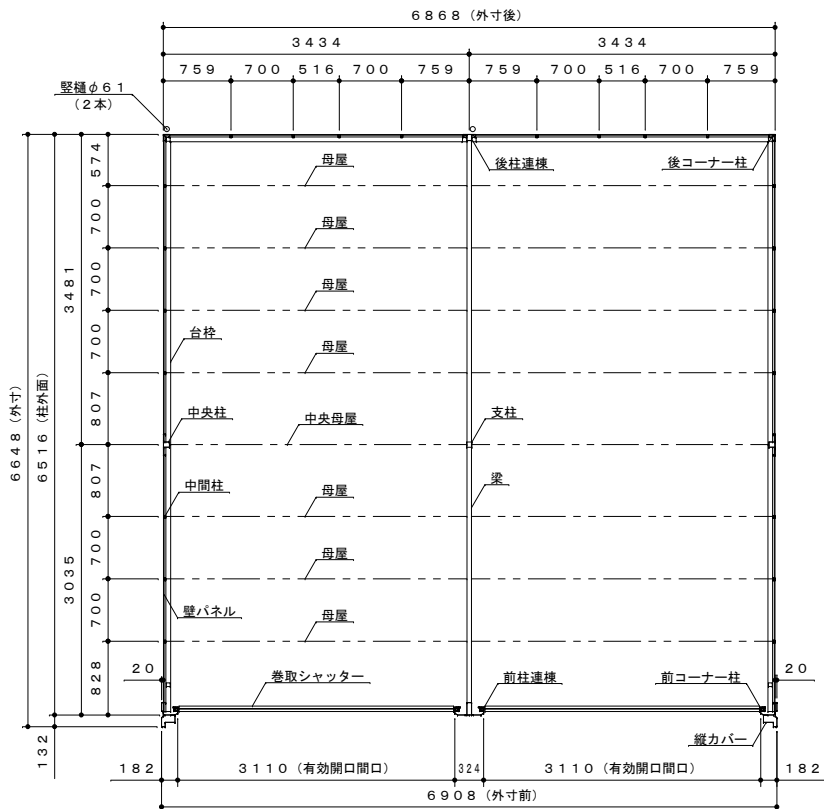 ６８６８（外寸後）
３４３４　３４３４
７５９　７００　５１６　７００　７５９　７５９　７００　５１６　７００　７５９
竪樋φ６１
（２本）
後柱連棟　後コーナー柱
母屋
母屋
母屋
台枠
母屋
中央柱　中央母屋　支柱
中間柱　母屋　梁
母屋
壁パネル　母屋
２０　巻取シャッター　前柱連棟　前コーナー柱　２０
縦カバー
６６４８（外寸）
６５１６（柱外面）
３４８１
３０３５
５７４
７００
７００
７００
８０７
８０７
７００
７００
８２８
１３２
１８２　３１１０（有効開口間口）　３２４　３１１０（有効開口間口）　１８２
６９０８（外寸前）